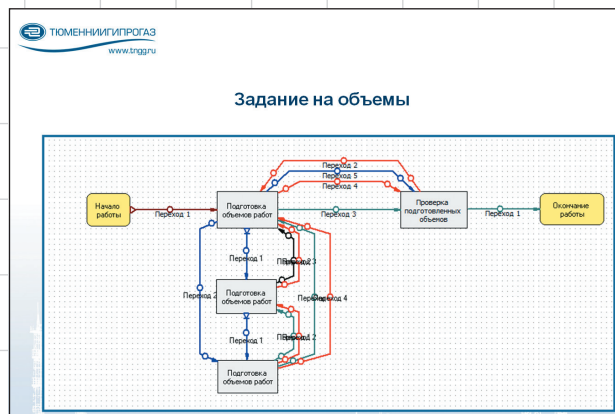 ТЮМЕННИИГИПРОГАЗ
www.tngg.ru
Задание на объемы
Переход 2
Переход 5
Переход 4
Начало
работы
Переход 1
Подготовка
объемов работ
Переход 3
Проверка
подготовленных
объемов
Переход 1
Окончание
работы
Переход 1
Переход 2
Подготовка
объемов работ
Переход 4
Переход 1
Подготовка
объемов работ